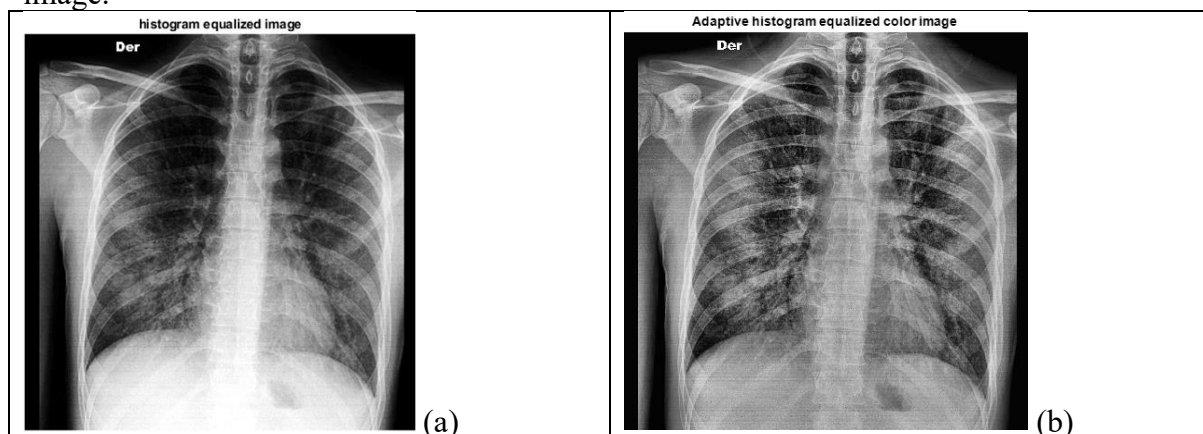 image.
histogram equalized image
Der
(a)
Adaptive histogram equalized color image
Der
(b)